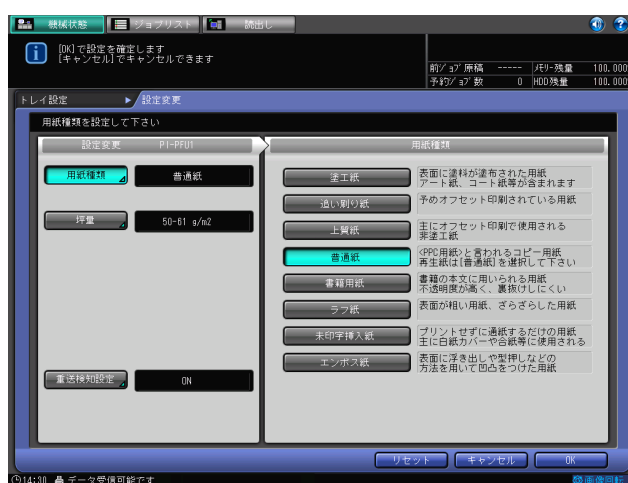 機械状態 ジョブリスト 読出し
[OK]で設定を確定します
[キャンセル]でキャンセルできます
前ジョブ原稿 ----- メモリー残量 100.000
予約ジョブ数 0 HDD残量 100.000
トレイ設定 設定変更
用紙種類を設定して下さい
設定変更 PI-PFU1
用紙種類
用紙種類 普通紙
坪量 50-61 g/m2
重送検知設定 ON
塗工紙 表面に塗料が塗布された用紙
アート紙、コート紙等が含まれます
追い刷り紙 予めオフセット印刷されている用紙
上質紙 主にオフセット印刷で使用される
非塗工紙
普通紙 <PPC用紙>と言われるコピー用紙
再生紙は[普通紙]を選択して下さい
書籍用紙 書籍の本文に用いられる用紙
不透明度が高く、裏抜けしにくい
ラフ紙 表面が粗い用紙、ざらざらした用紙
未印字挿入紙 プリントせずに通紙するだけの用紙
主に白紙カバーや合紙等に使用される
エンボス紙 表面に浮き出しや型押しなどの
方法を用いて凹凸をつけた用紙
リセット キャンセル OK
14:30 データ受信可能です 画像回転